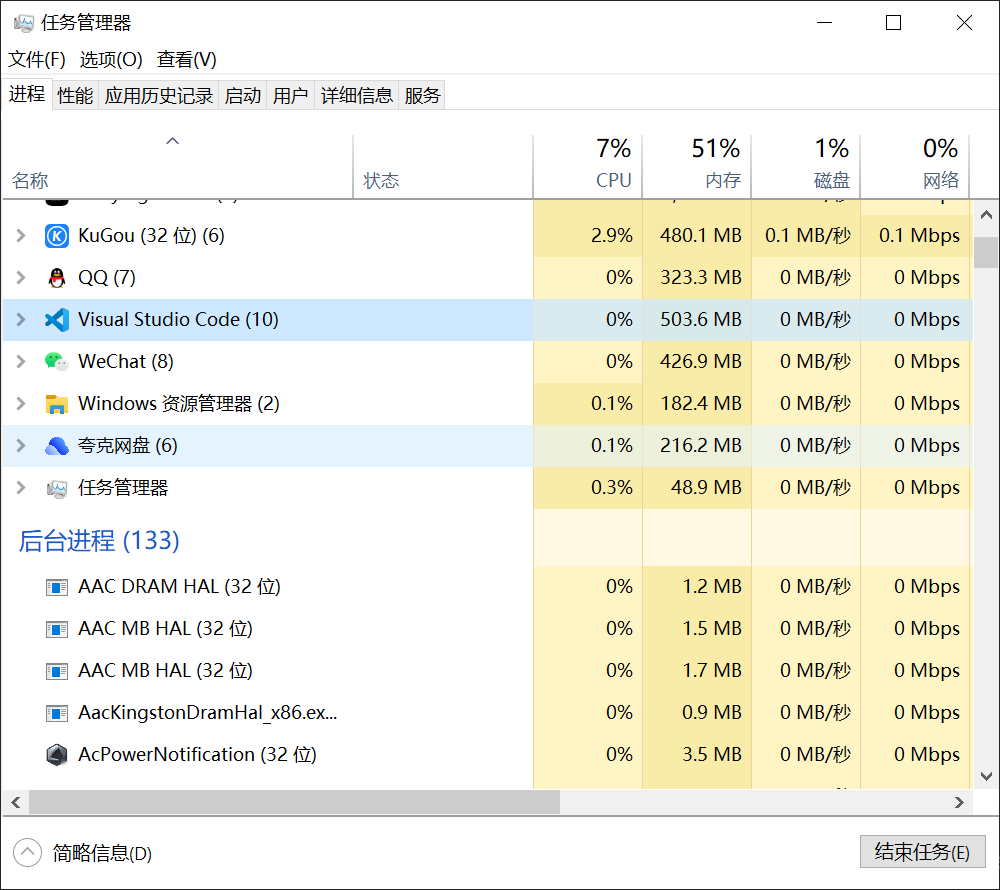 任务管理器
文件(F) 选项(O) 查看(V)
进程 性能 应用历史记录 启动 用户 详细信息 服务
7% 51% 1% 0%
名称 状态 CPU 内存 磁盘 网络
KuGou (32 位) (6) 2.9% 480.1 MB 0.1 MB/秒 0.1 Mbps
QQ (7) 0% 323.3 MB 0 MB/秒 0 Mbps
Visual Studio Code (10) 0% 503.6 MB 0 MB/秒 0 Mbps
WeChat (8) 0% 426.9 MB 0 MB/秒 0 Mbps
Windows 资源管理器 (2) 0.1% 182.4 MB 0 MB/秒 0 Mbps
夸克网盘 (6) 0.1% 216.2 MB 0 MB/秒 0 Mbps
任务管理器 0.3% 48.9 MB 0 MB/秒 0 Mbps
后台进程 (133)
AAC DRAM HAL (32 位) 0% 1.2 MB 0 MB/秒 0 Mbps
AAC MB HAL (32 位) 0% 1.5 MB 0 MB/秒 0 Mbps
AAC MB HAL (32 位) 0% 1.7 MB 0 MB/秒 0 Mbps
AacKingstonDramHal_x86.ex... 0% 0.9 MB 0 MB/秒 0 Mbps
AcPowerNotification (32 位) 0% 3.5 MB 0 MB/秒 0 Mbps
简略信息(D) 结束任务(E)